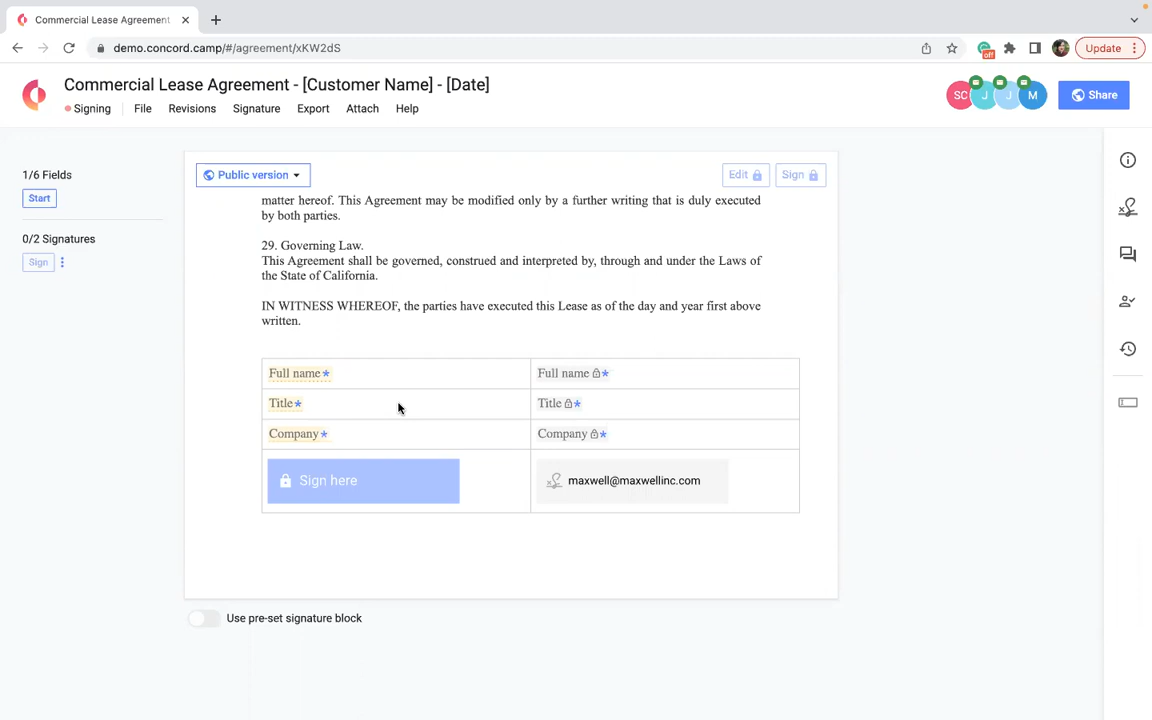 Commercial Lease Agreement
demo.concord.camp/#/agreement/xKW2dS
off
Update
Commercial Lease Agreement - [Customer Name] - [Date]
Signing File Revisions Signature Export Attach Help
SC J J M
Share
1/6 Fields
Start
0/2 Signatures
Sign
Public version
Edit
Sign
matter hereof. This Agreement may be modified only by a further writing that is duly executed
by both parties.
29. Governing Law.
This Agreement shall be governed, construed and interpreted by, through and under the Laws of
the State of California.
IN WITNESS WHEREOF, the parties have executed this Lease as of the day and year first above
written.
Full name* Full name*
Title* Title*
Company* Company*
Sign here maxwell@maxwellinc.com
Use pre-set signature block